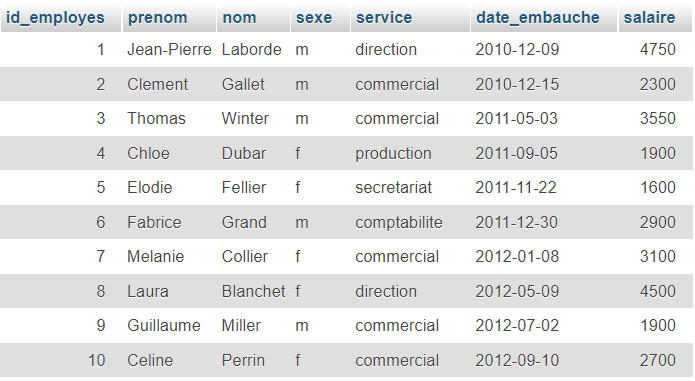 id_employes prenom nom sexe service date_embauche salaire
1 Jean-Pierre Laborde m direction 2010-12-09 4750
2 Clement Gallet m commercial 2010-12-15 2300
3 Thomas Winter m commercial 2011-05-03 3550
4 Chloe Dubar f production 2011-09-05 1900
5 Elodie Fellier f secretariat 2011-11-22 1600
6 Fabrice Grand m comptabilite 2011-12-30 2900
7 Melanie Collier f commercial 2012-01-08 3100
8 Laura Blanchet f direction 2012-05-09 4500
9 Guillaume Miller m commercial 2012-07-02 1900
10 Celine Perrin f commercial 2012-09-10 2700